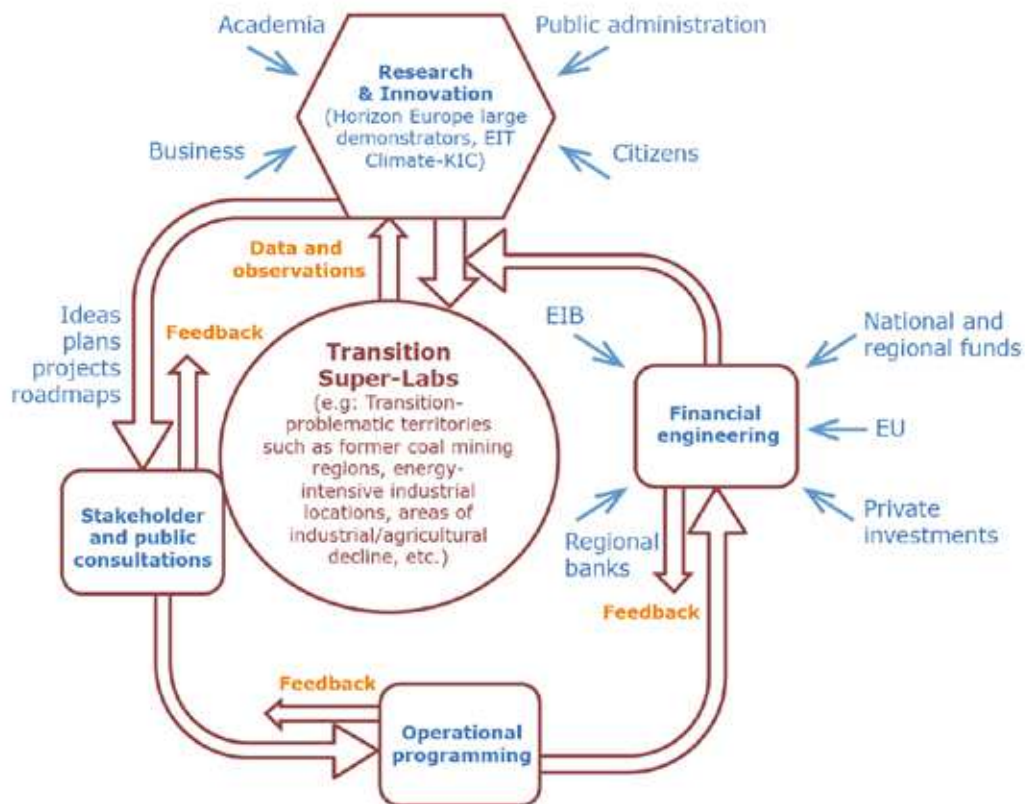 Academia
Public administration
Research
& Innovation
(Horizon Europe large
demonstrators, EIT
Climate-KIC)
Business
Citizens
Data and
observations
Ideas
plans
projects
roadmaps
Feedback
EIB
National and
regional funds
Transition
Super-Labs
(e.g: Transition-
problematic territories
such as former coal mining
regions, energy-
intensive industrial
locations, areas of
industrial/agricultural
decline, etc.)
Financial
engineering
EU
Stakeholder
and public
consultations
Regional
banks
Private
investments
Feedback
Feedback
Operational
programming